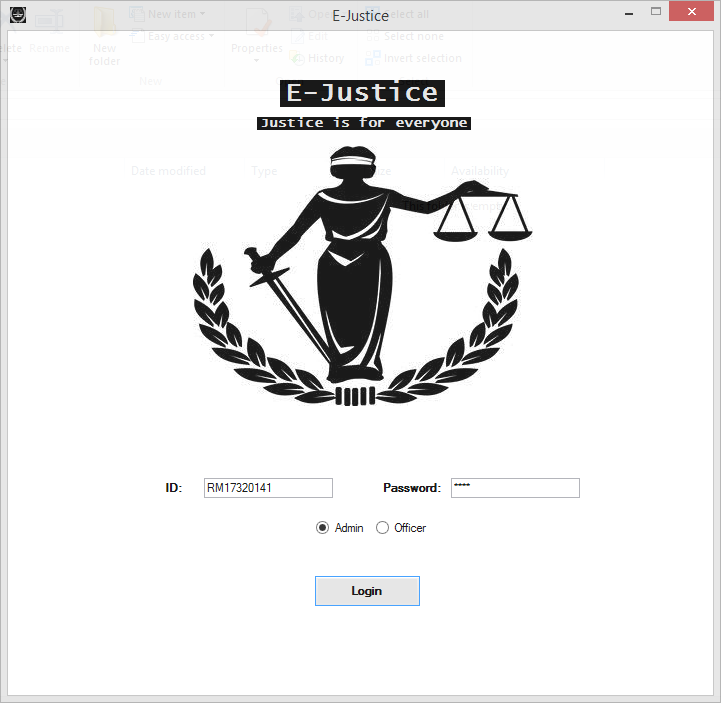 E-Justice
New item
Open
Select all
Rename
New folder
Easy access
Properties
Edit
Select none
History
Invert selection
New
E-Justice
Justice is for everyone
Date modified
Type
Size
Availability
ID: RM17320141 Password: ****
Admin Officer
Login